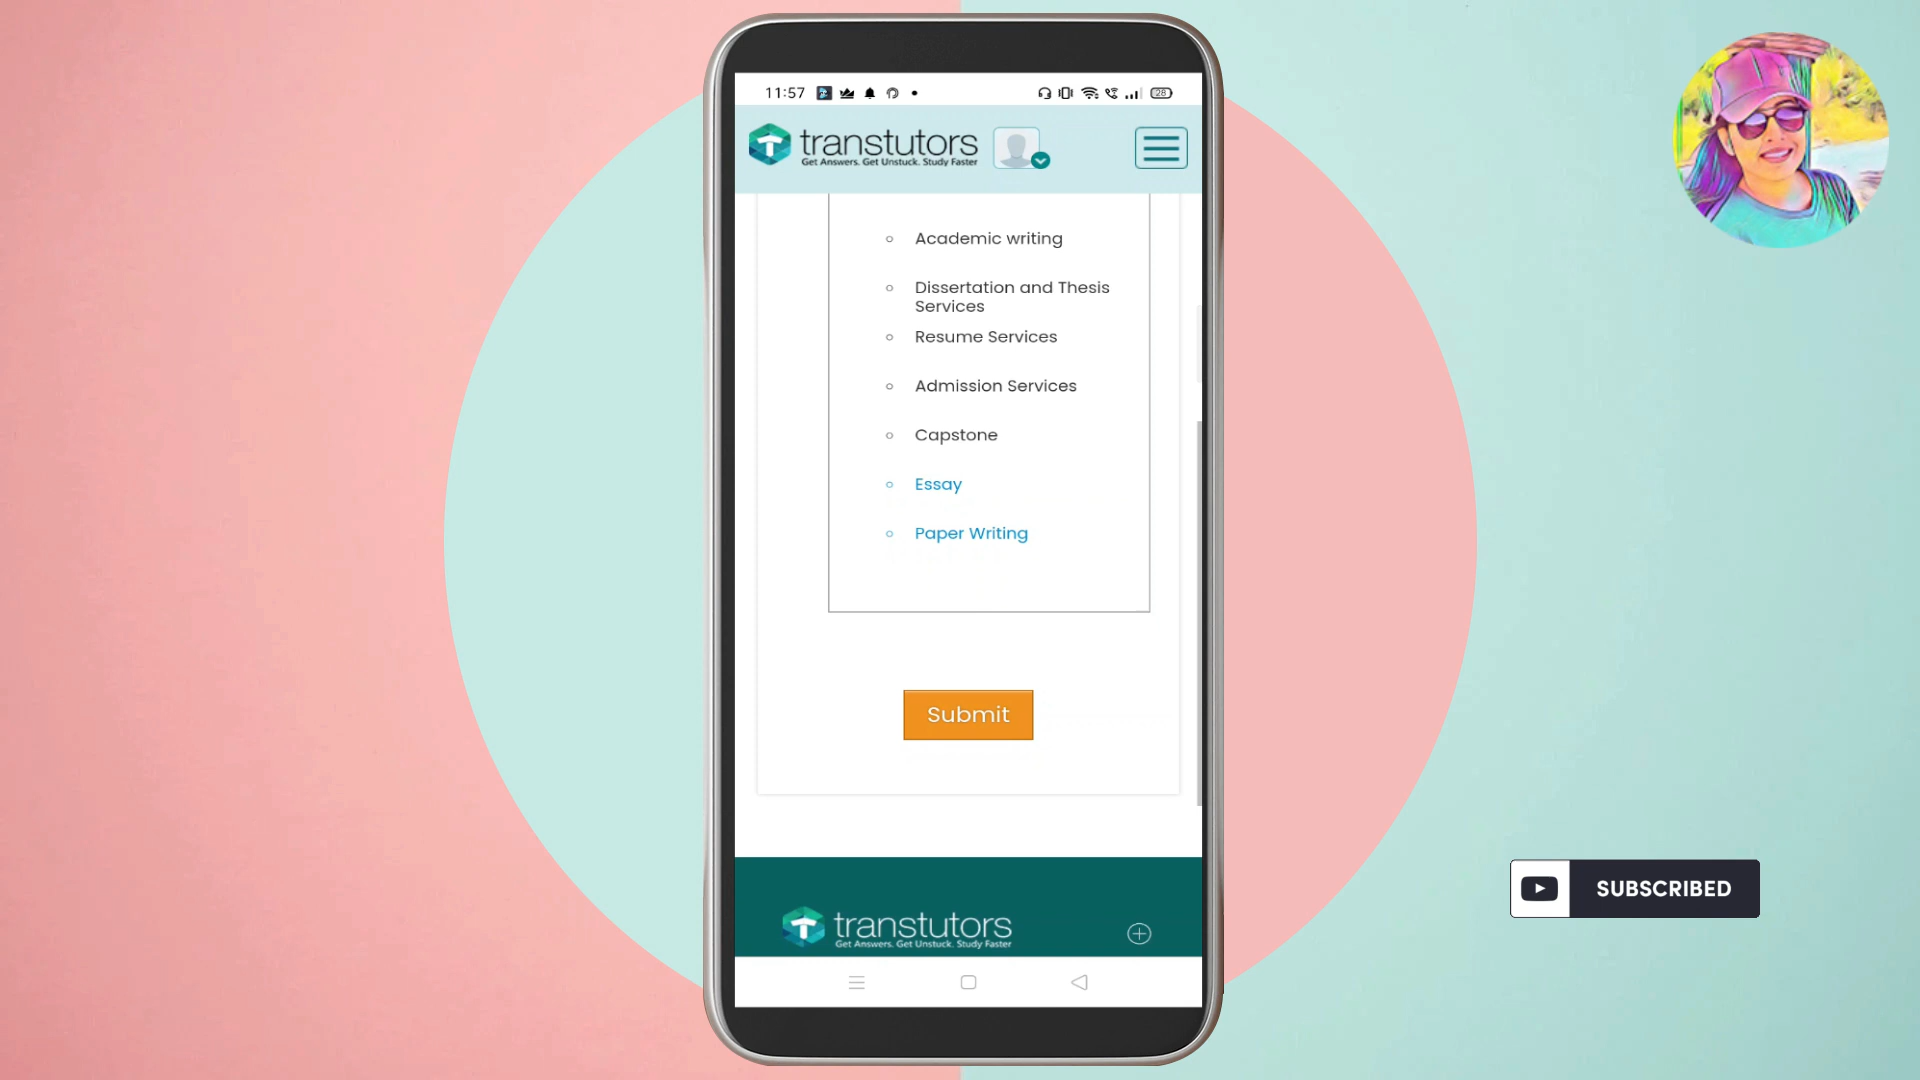 11:57
28
transtutors
Get Answers. Get Unstuck. Study Faster
Academic writing
Dissertation and Thesis
Services
Resume Services
Admission Services
Capstone
Essay
Paper Writing
Submit
transtutors
Get Answers. Get Unstuck. Study Faster
SUBSCRIBED